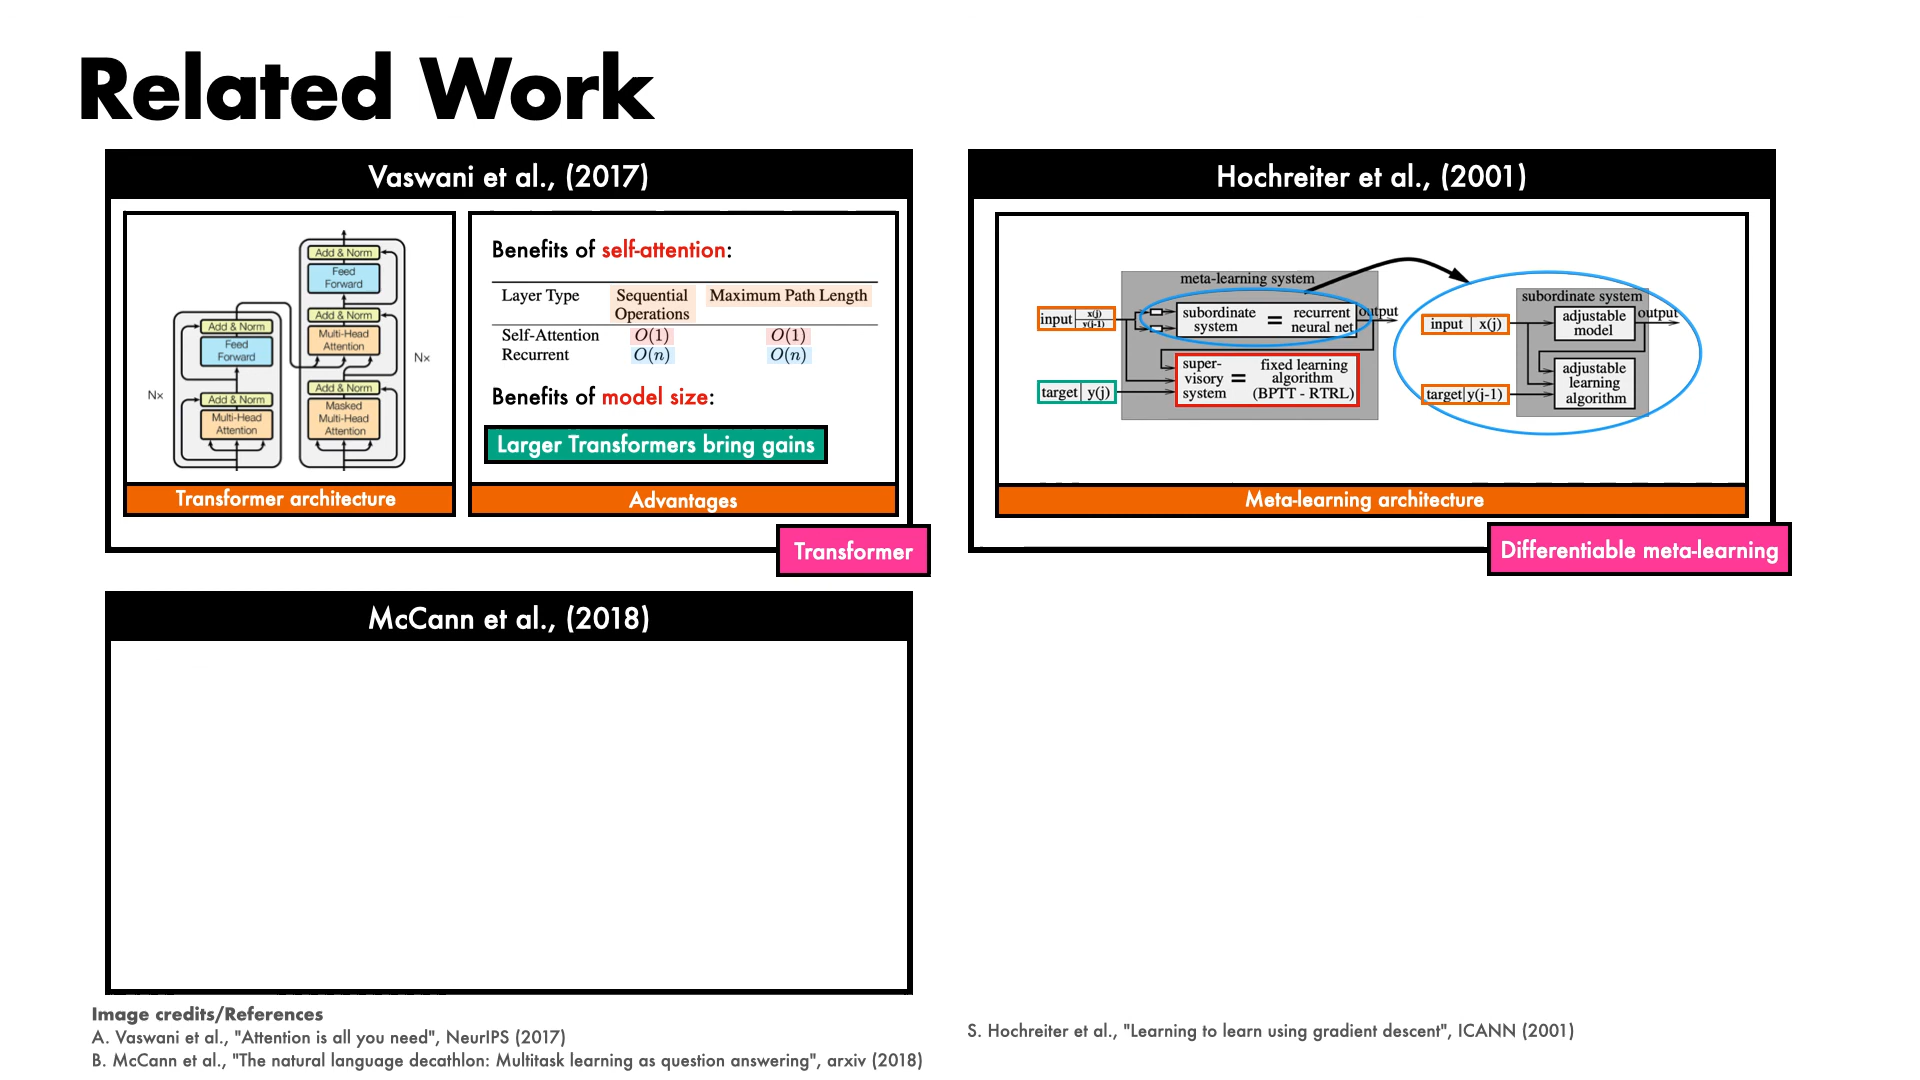 Related Work
Vaswani et al., (2017)
Add & Norm
Feed
Forward
Add & Norm
Multi-Head
Attention
Add & Norm
Masked
Multi-Head
Attention
Nx
Add & Norm
Feed
Forward
Add & Norm
Multi-Head
Attention
Nx
Transformer architecture
Benefits of self-attention:
Layer Type Sequential Operations Maximum Path Length
Self-Attention O(1) O(1)
Recurrent O(n) O(n)
Benefits of model size:
Larger Transformers bring gains
Advantages
Transformer
Hochreiter et al., (2001)
meta-learning system
input x(j) y(j-1)
subordinate system = recurrent neural net
output
target y(j)
super-visory system = fixed learning algorithm (BPTT - RTRL)
subordinate system
input x(j)
adjustable model
output
target y(j-1)
adjustable learning algorithm
Meta-learning architecture
Differentiable meta-learning
McCann et al., (2018)
Image credits/References
A. Vaswani et al., "Attention is all you need", NeurIPS (2017)
B. McCann et al., "The natural language decathlon: Multitask learning as question answering", arxiv (2018)
S. Hochreiter et al., "Learning to learn using gradient descent", ICANN (2001)